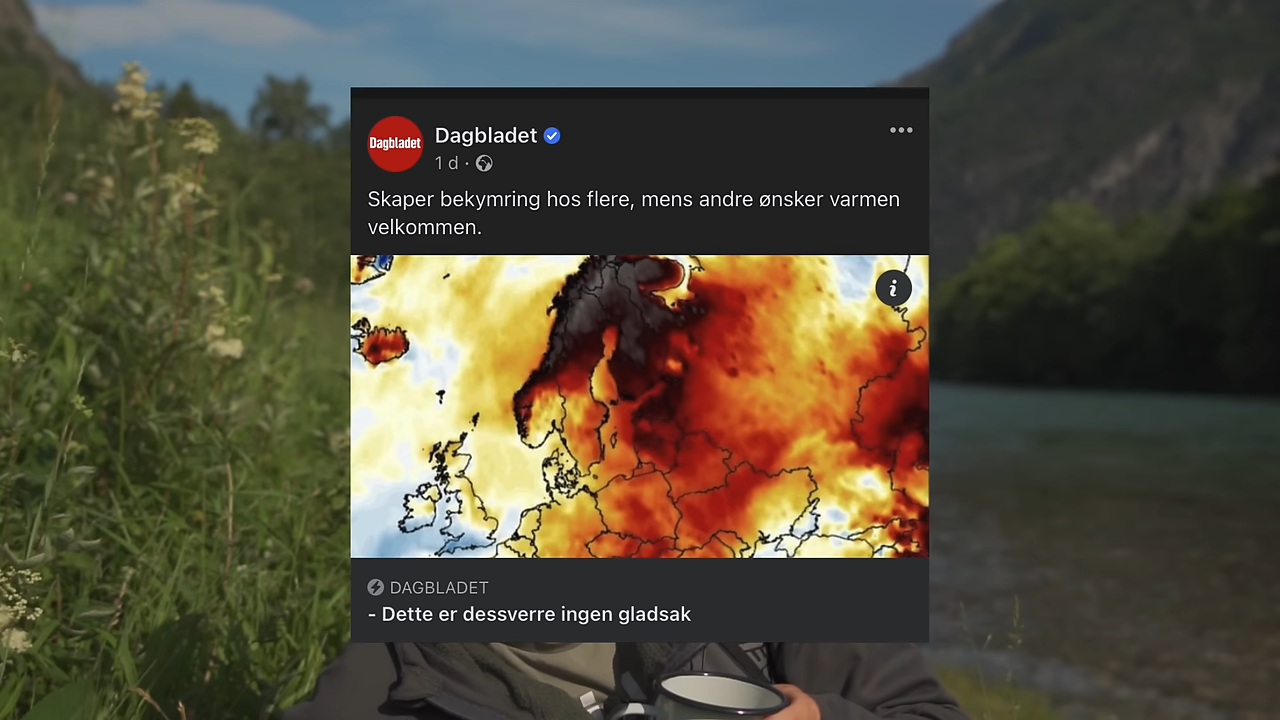 Dagbladet
Dagbladet
1 d ·
Skaper bekymring hos flere, mens andre ønsker varmen
velkommen.
i
DAGBLADET
- Dette er dessverre ingen gladsak